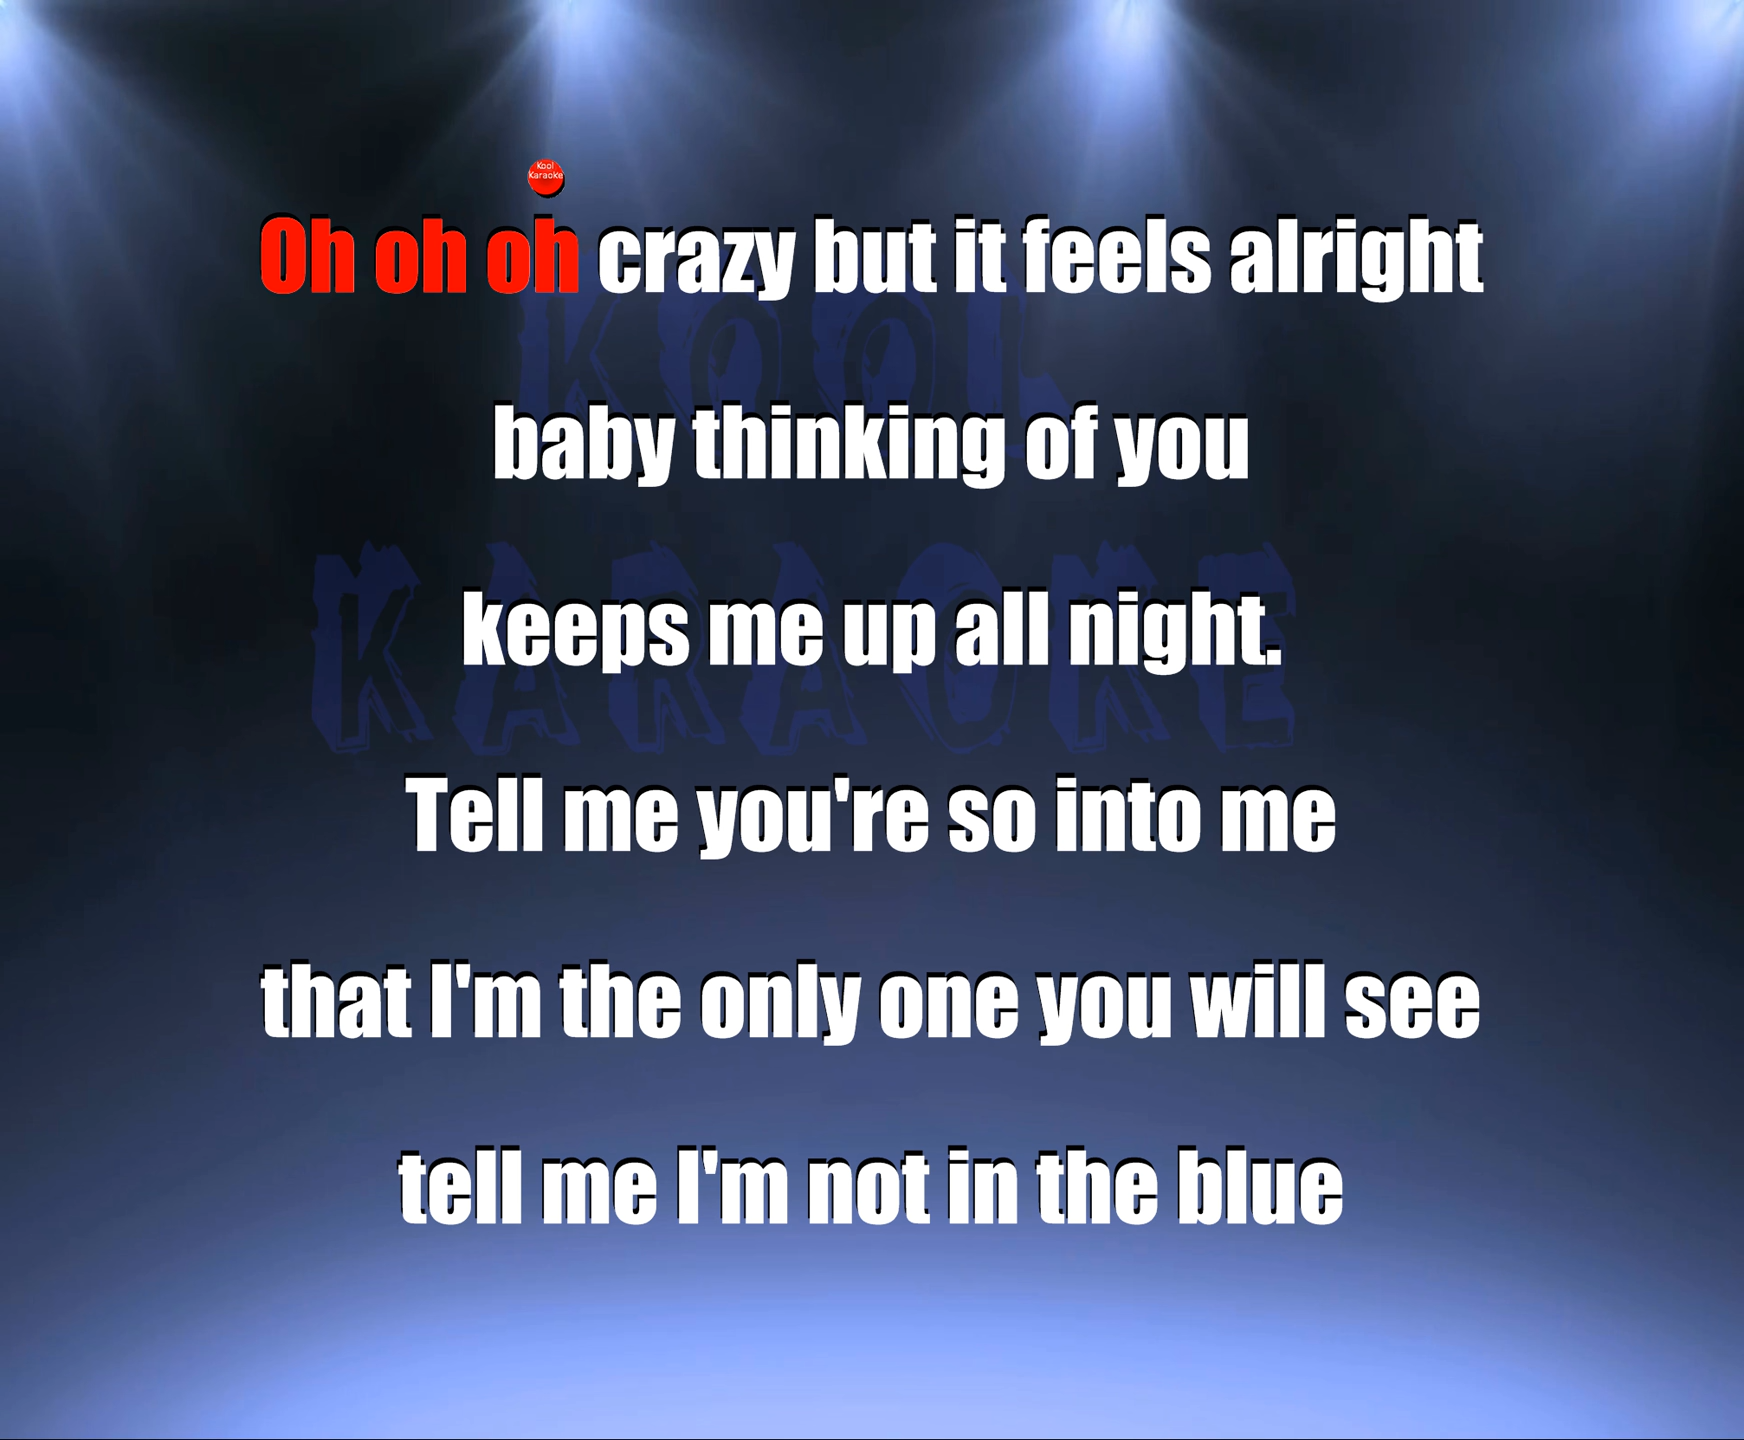 Kool
Karaoke
Oh oh oh crazy but it feels alright
KOOL
baby thinking of you
KARAOKE
keeps me up all night.
Tell me you're so into me
that I'm the only one you will see
tell me I'm not in the blue